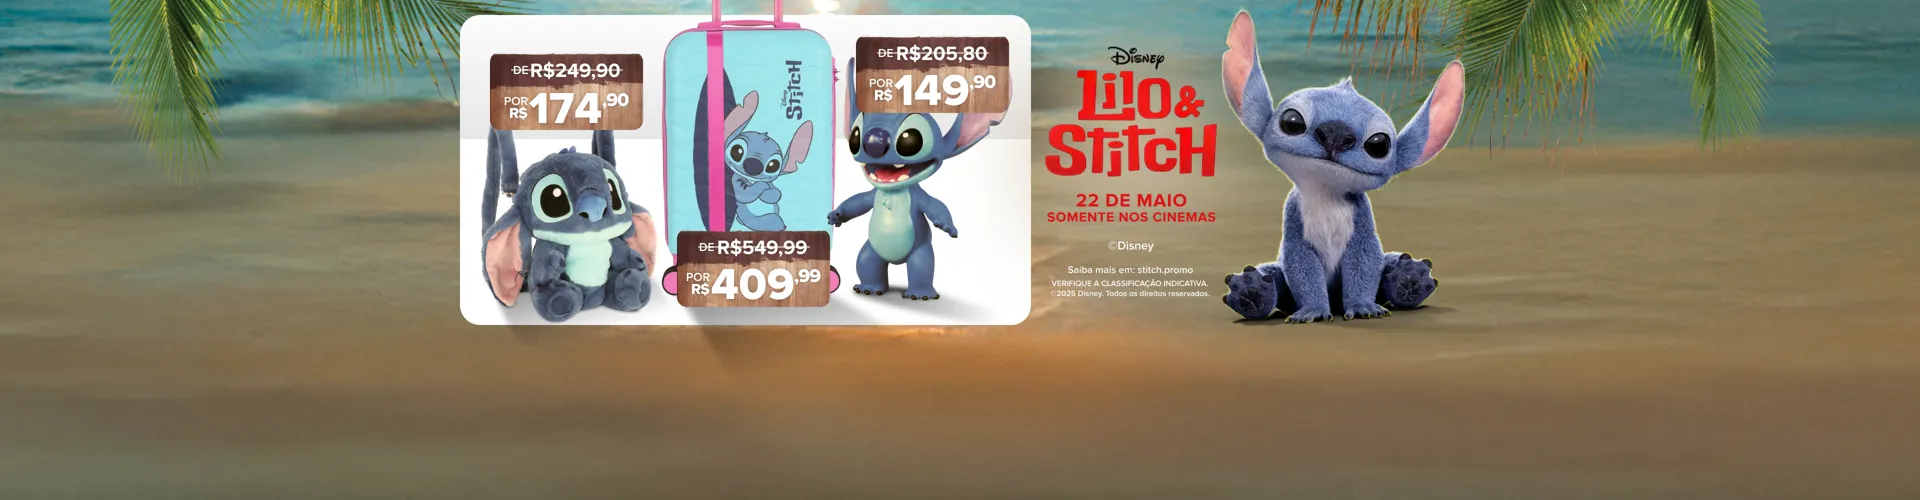 DE R$249,90
POR R$ 174,90
Disney Stitch
DE R$549,99
POR R$ 409,99
DE R$205,80
POR R$ 149,90
Disney
Lilo &
Stitch
22 DE MAIO
SOMENTE NOS CINEMAS
©Disney
Saiba mais em: stitch.promo
VERIFIQUE A CLASSIFICAÇÃO INDICATIVA.
©2025 Disney. Todos os direitos reservados.